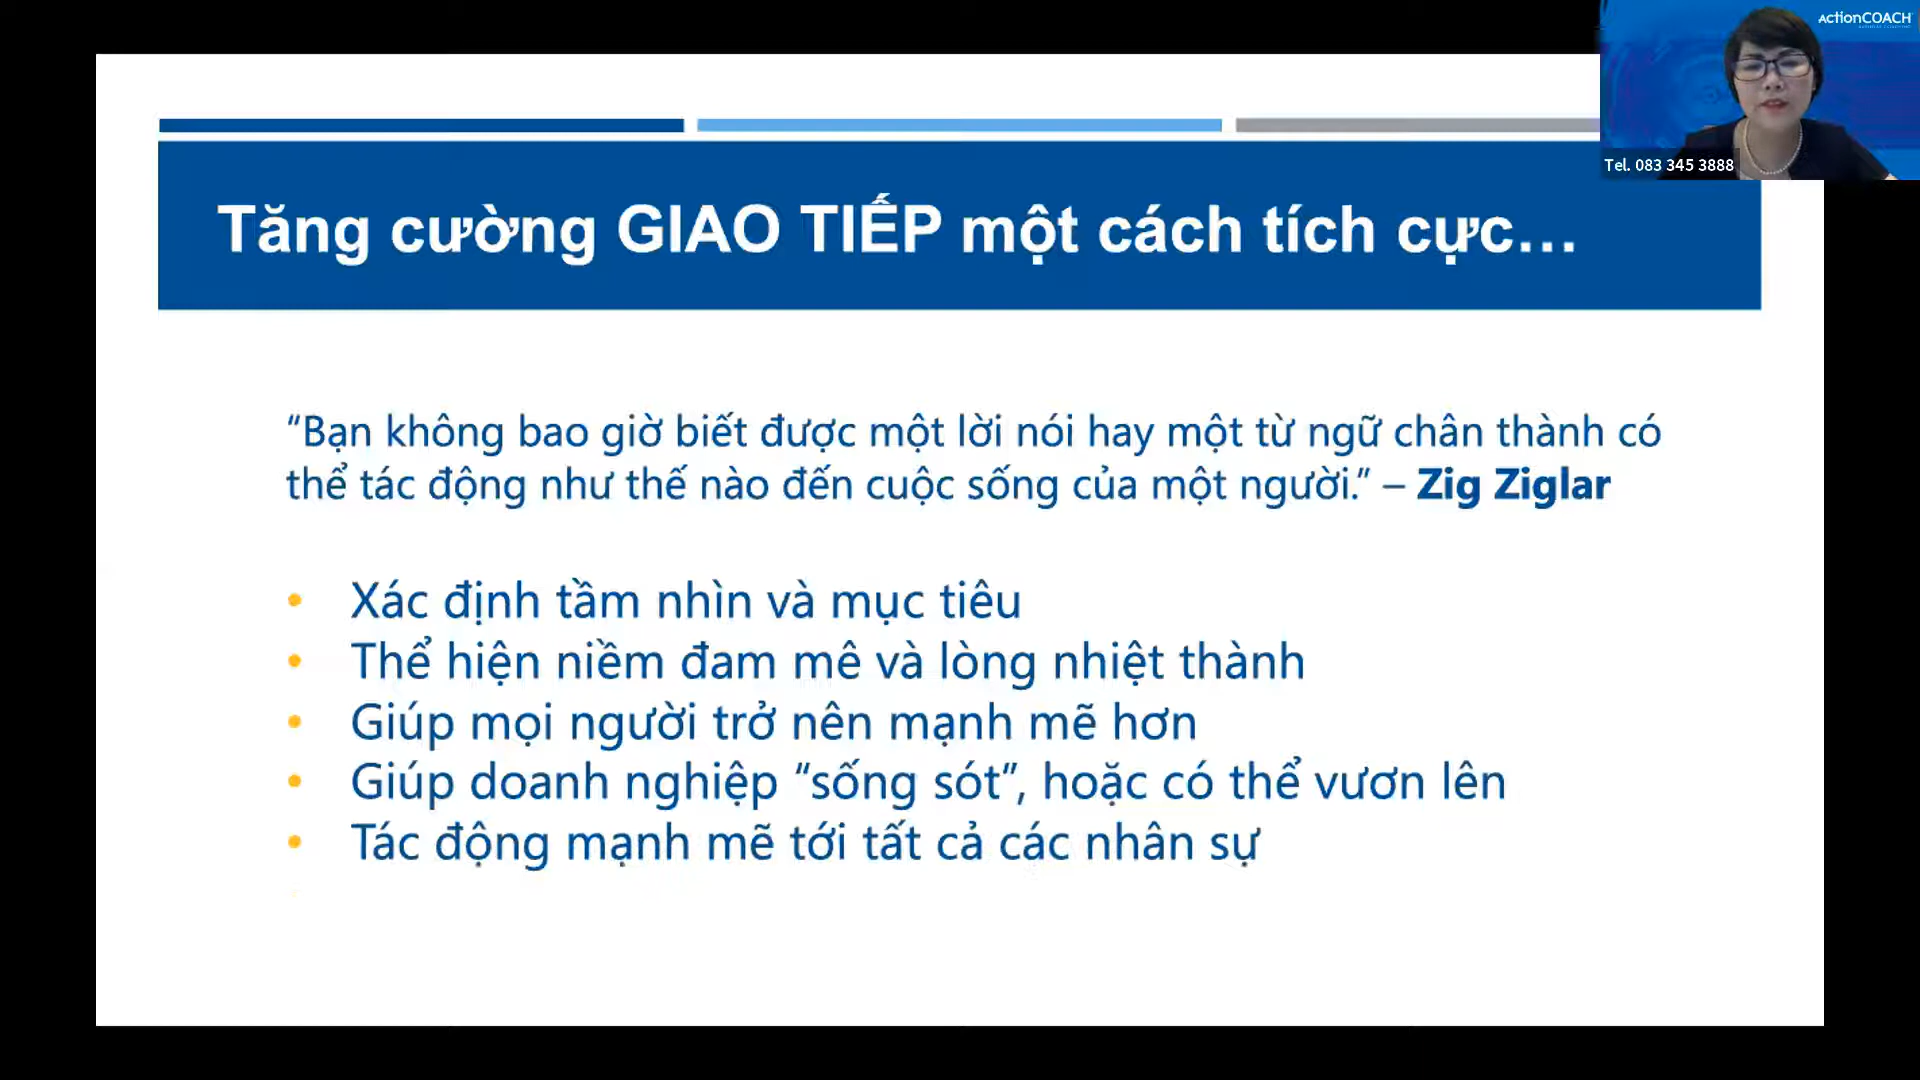 ActionCOACH
Tel. 083 345 3888
Tăng cường GIAO TIẾP một cách tích cực...
“Bạn không bao giờ biết được một lời nói hay một từ ngữ chân thành có
thể tác động như thế nào đến cuộc sống của một người.” – Zig Ziglar
• Xác định tầm nhìn và mục tiêu
• Thể hiện niềm đam mê và lòng nhiệt thành
• Giúp mọi người trở nên mạnh mẽ hơn
• Giúp doanh nghiệp “sống sót”, hoặc có thể vươn lên
• Tác động mạnh mẽ tới tất cả các nhân sự